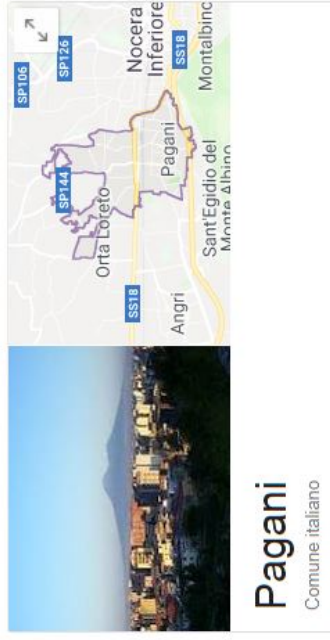 SP106
SP126
Nocera
Inferiore
SS18
Montalbino
SP144
Orta Loreto
Pagani
SS18
Sant'Egidio del
Monte Albino
Angri
Pagani
Comune italiano